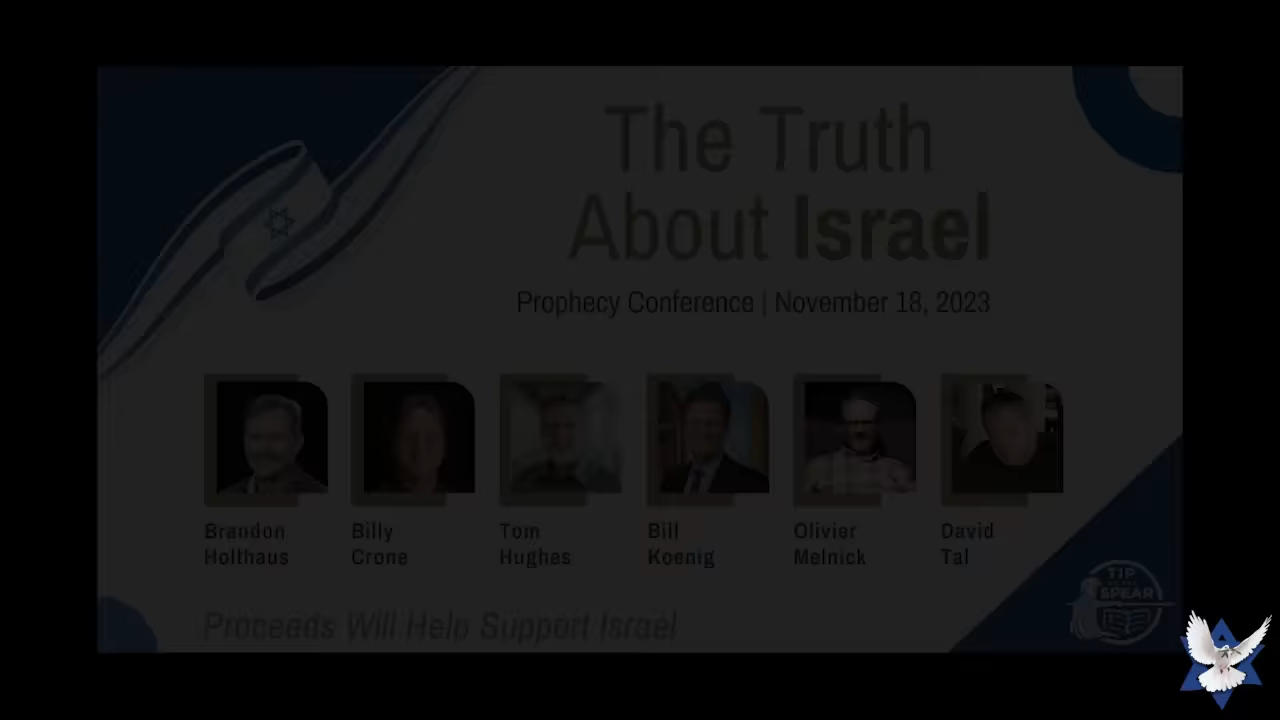 The Truth
About Israel
Prophecy Conference | November 18, 2023
Brandon
Holthaus
Billy
Crone
Tom
Hughes
Bill
Koenig
Olivier
Melnick
David
Tal
Proceeds Will Help Support Israel
TIP
SPEAR